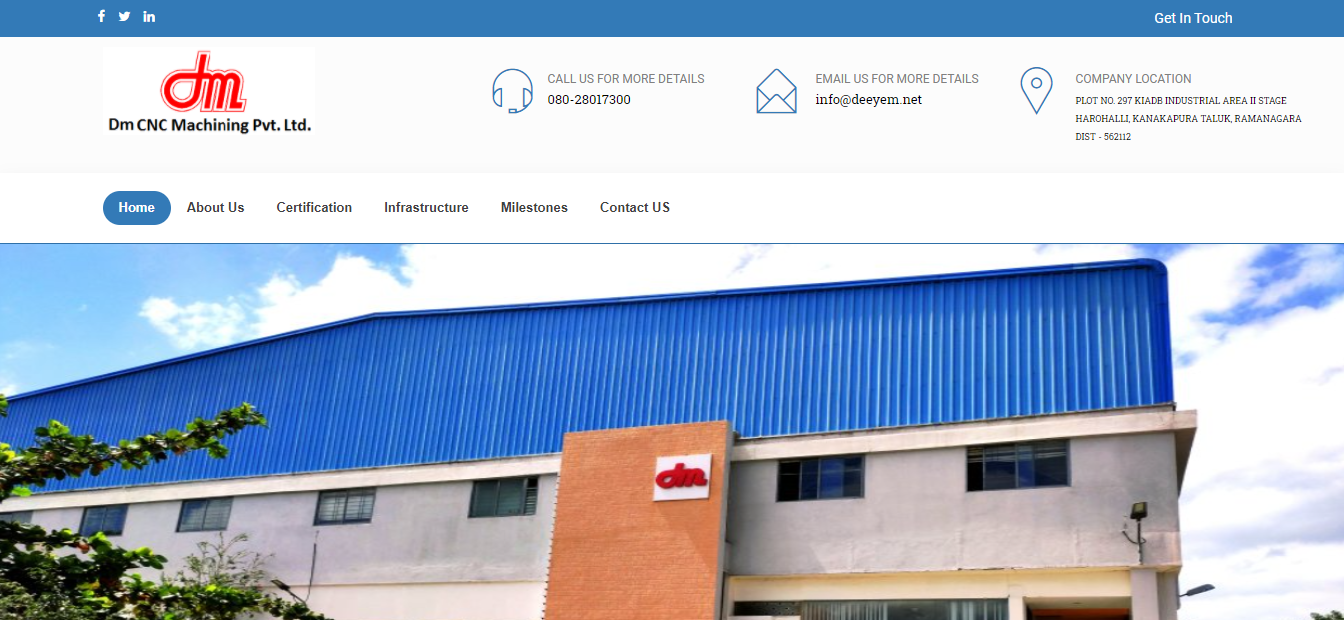 Get In Touch
dm
Dm CNC Machining Pvt. Ltd.
CALL US FOR MORE DETAILS
080-28017300
EMAIL US FOR MORE DETAILS
info@deeyem.net
COMPANY LOCATION
PLOT NO. 297 KIADB INDUSTRIAL AREA II STAGE
HAROHALLI, KANAKAPURA TALUK, RAMANAGARA
DIST - 562112
Home About Us Certification Infrastructure Milestones Contact US
dm